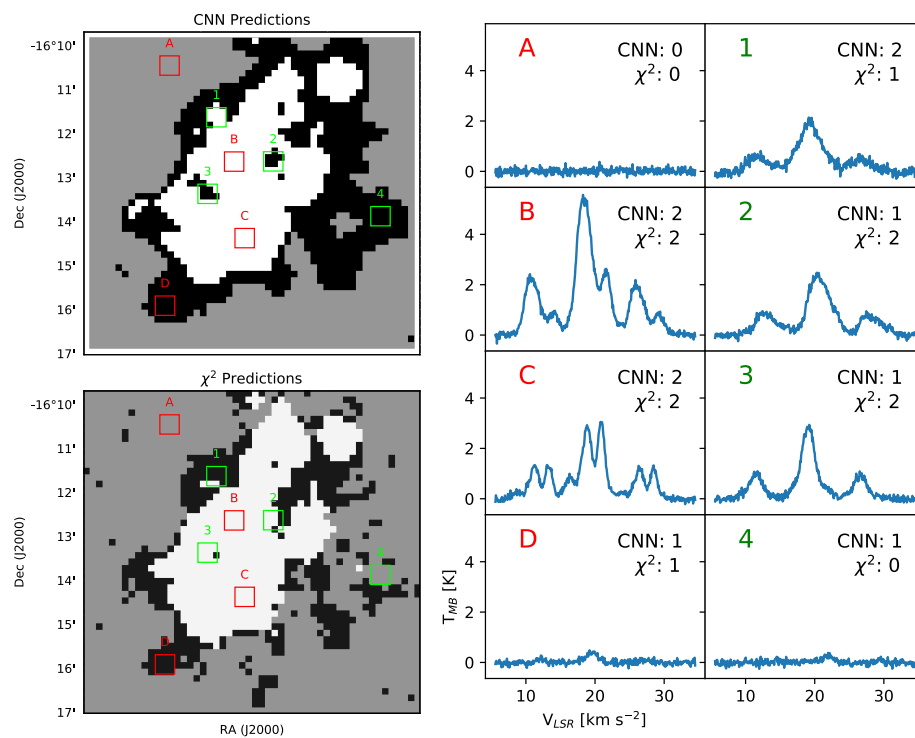 CNN Predictions
-16°10'
11'
12'
13'
14'
15'
16'
17'
Dec (J2000)
A
1
B
2
3
4
C
D
χ² Predictions
-16°10'
11'
12'
13'
14'
15'
16'
17'
Dec (J2000)
RA (J2000)
A
1
B
2
3
4
C
D
A
CNN: 0
χ²: 0
1
CNN: 2
χ²: 1
B
CNN: 2
χ²: 2
2
CNN: 1
χ²: 2
C
CNN: 2
χ²: 2
3
CNN: 1
χ²: 2
D
CNN: 1
χ²: 1
4
CNN: 1
χ²: 0
4
2
0
4
2
0
4
2
0
4
2
0
T_MB [K]
10 20 30
10 20 30
V_LSR [km s⁻²]